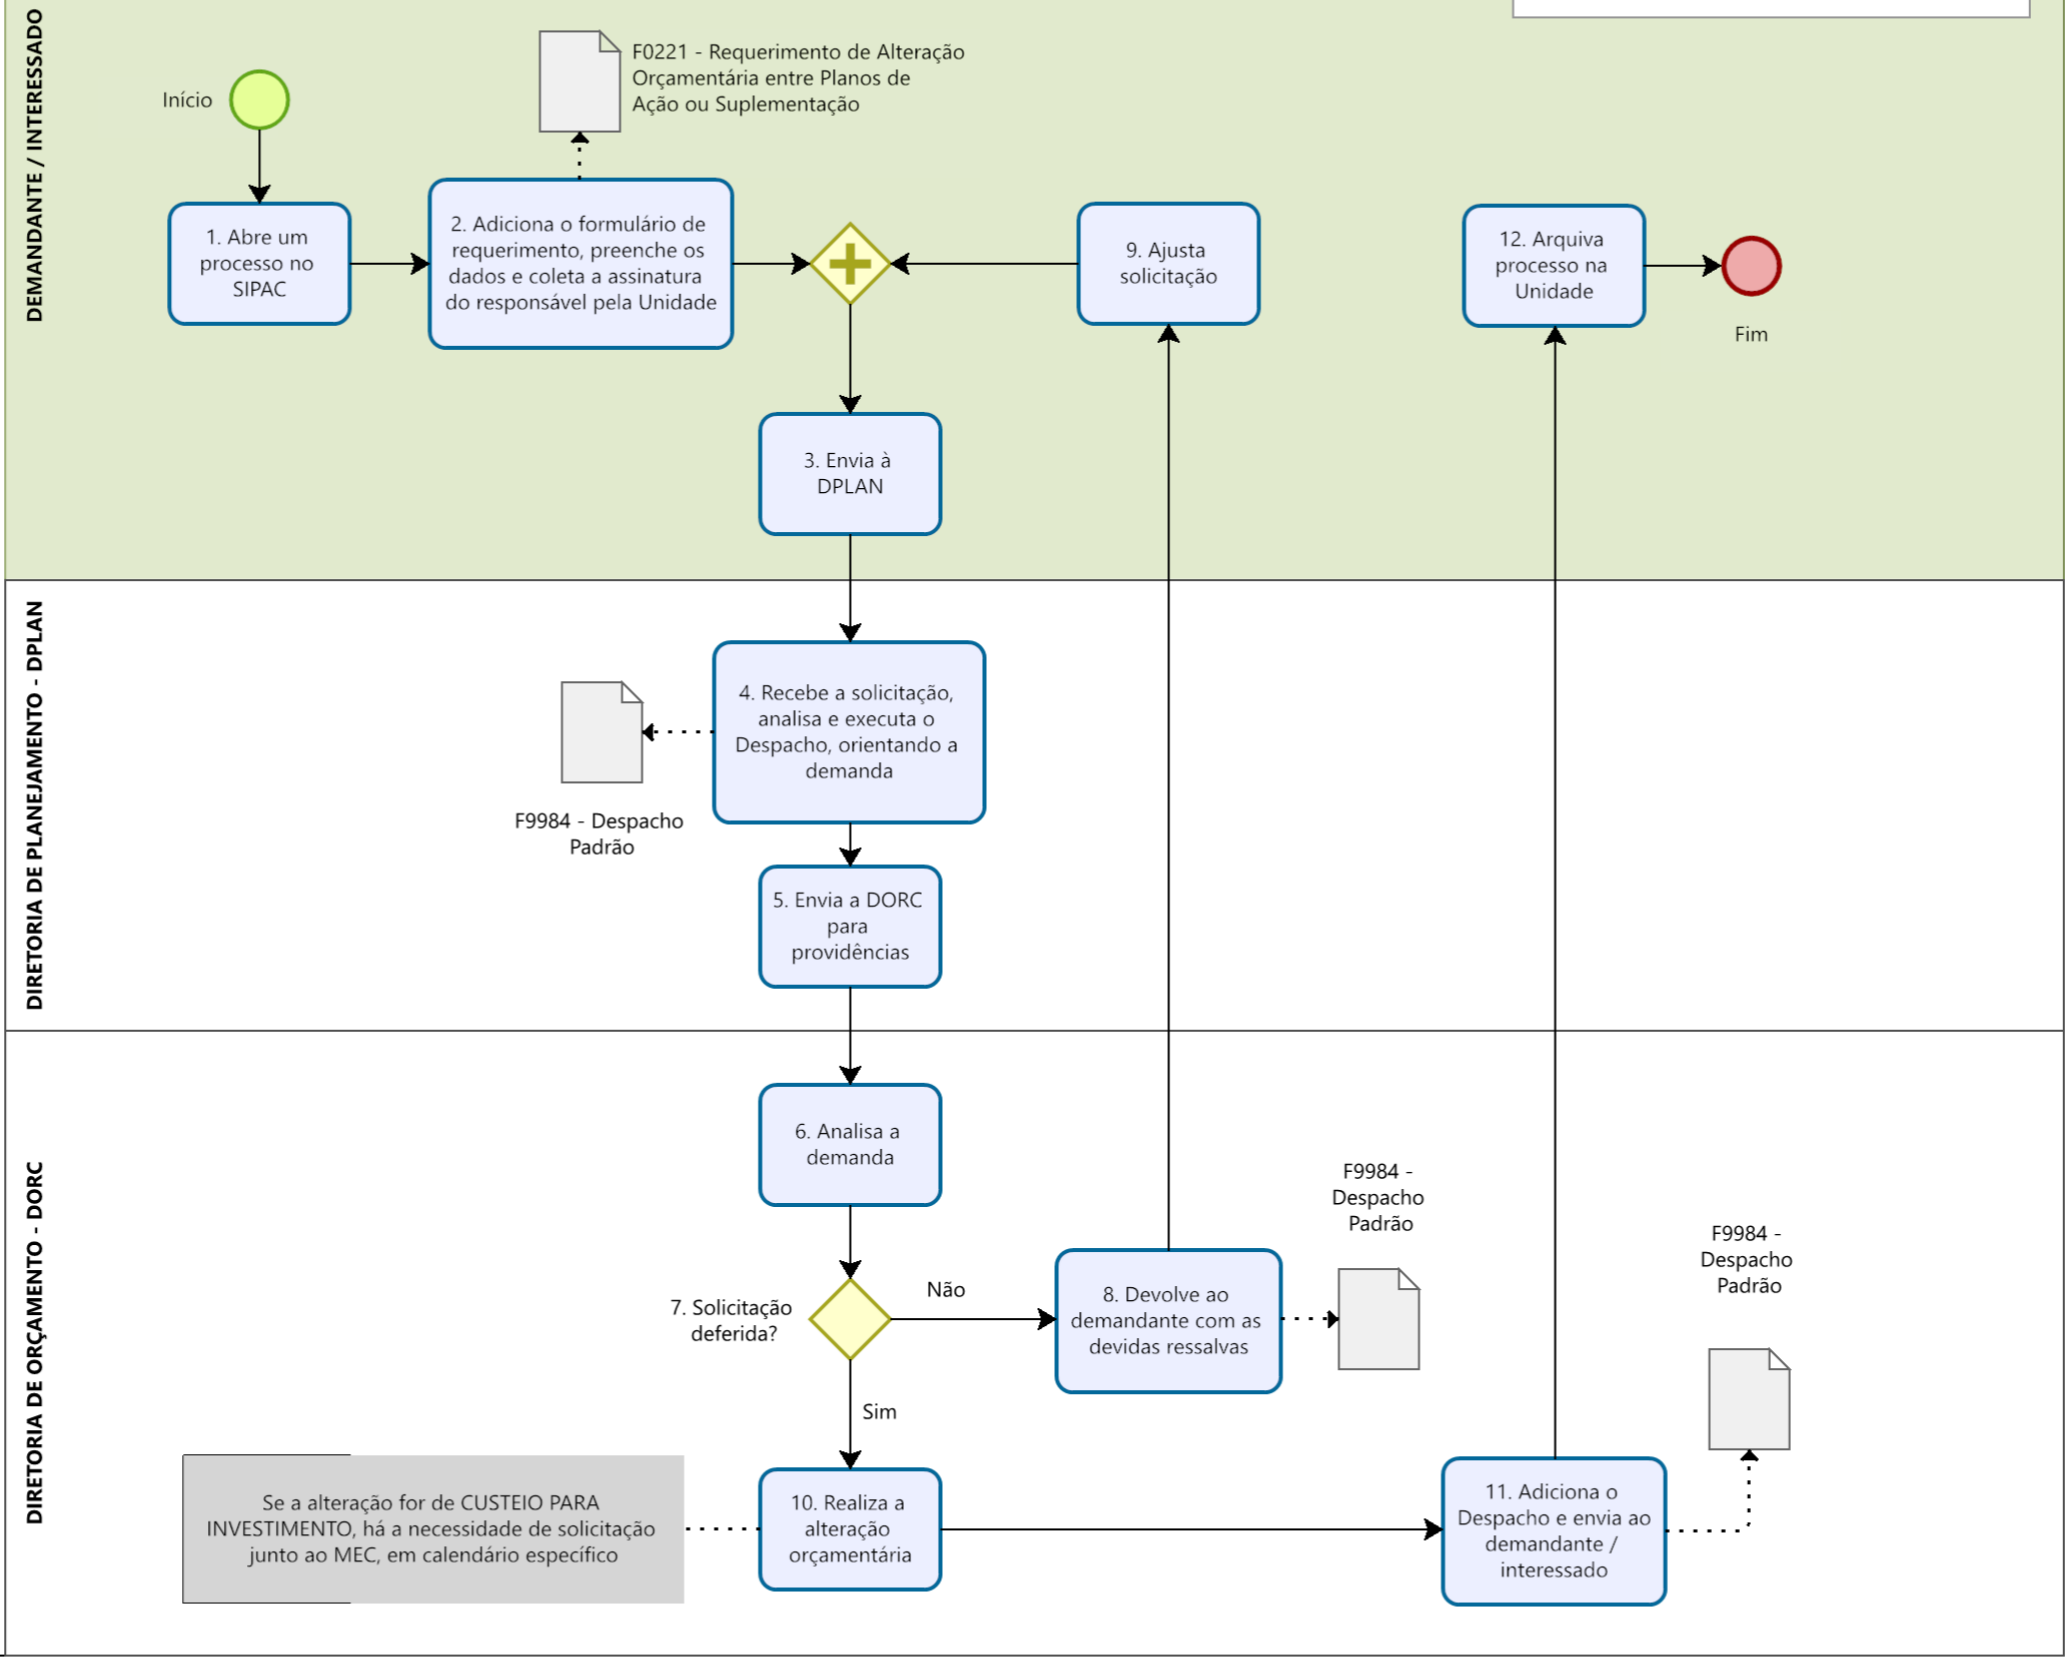 DEMANDANTE / INTERESSADO
Início
F0221 - Requerimento de Alteração
Orçamentária entre Planos de
Ação ou Suplementação
1. Abre um
processo no
SIPAC
2. Adiciona o formulário de
requerimento, preenche os
dados e coleta a assinatura
do responsável pela Unidade
9. Ajusta
solicitação
12. Arquiva
processo na
Unidade
Fim
3. Envia à
DPLAN
DIRETORIA DE PLANEJAMENTO - DPLAN
4. Recebe a solicitação,
analisa e executa o
Despacho, orientando a
demanda
F9984 - Despacho
Padrão
5. Envia a DORC
para
providências
DIRETORIA DE ORÇAMENTO - DORC
6. Analisa a
demanda
7. Solicitação
deferida?
Não
8. Devolve ao
demandante com as
devidas ressalvas
F9984 -
Despacho
Padrão
F9984 -
Despacho
Padrão
Sim
Se a alteração for de CUSTEIO PARA
INVESTIMENTO, há a necessidade de solicitação
junto ao MEC, em calendário específico
10. Realiza a
alteração
orçamentária
11. Adiciona o
Despacho e envia ao
demandante /
interessado